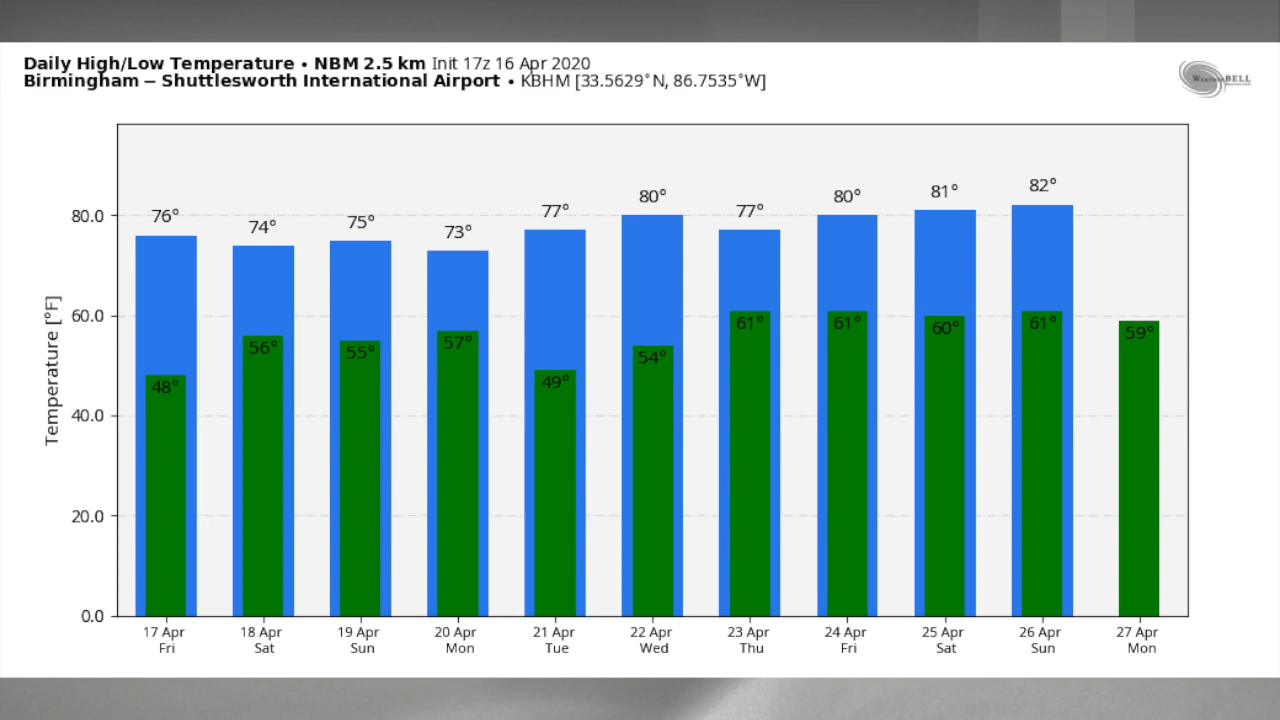 Daily High/Low Temperature • NBM 2.5 km Init 17z 16 Apr 2020
Birmingham — Shuttlesworth International Airport • KBHM [33.5629°N, 86.7535°W]
WeatherBELL
Temperature [°F]
80.0
60.0
40.0
20.0
0.0
76° 74° 75° 73° 77° 80° 77° 80° 81° 82°
48° 56° 55° 57° 49° 54° 61° 61° 60° 61° 59°
17 Apr 18 Apr 19 Apr 20 Apr 21 Apr 22 Apr 23 Apr 24 Apr 25 Apr 26 Apr 27 Apr
Fri Sat Sun Mon Tue Wed Thu Fri Sat Sun Mon